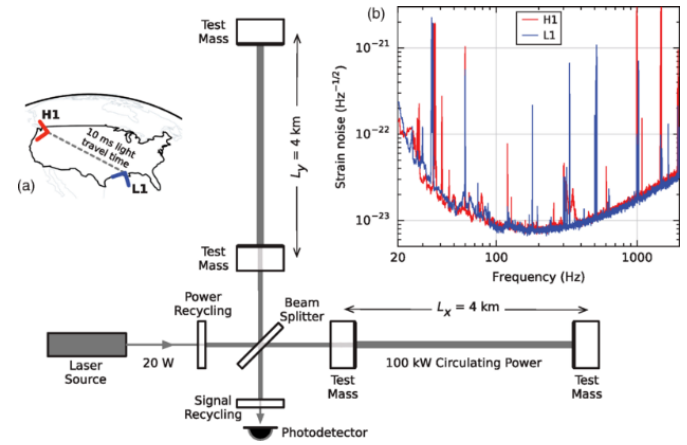 Test
Mass
(b)
H1
L1
Strain noise (Hz^-1/2)
10^-21
10^-22
10^-23
20
100
1000
2000
Frequency (Hz)
H1
10 ms light
travel time
L1
(a)
L_y = 4 km
Test
Mass
Power
Recycling
Beam
Splitter
L_x = 4 km
Laser
Source
20 W
Test
Mass
100 kW Circulating Power
Test
Mass
Signal
Recycling
Photodetector